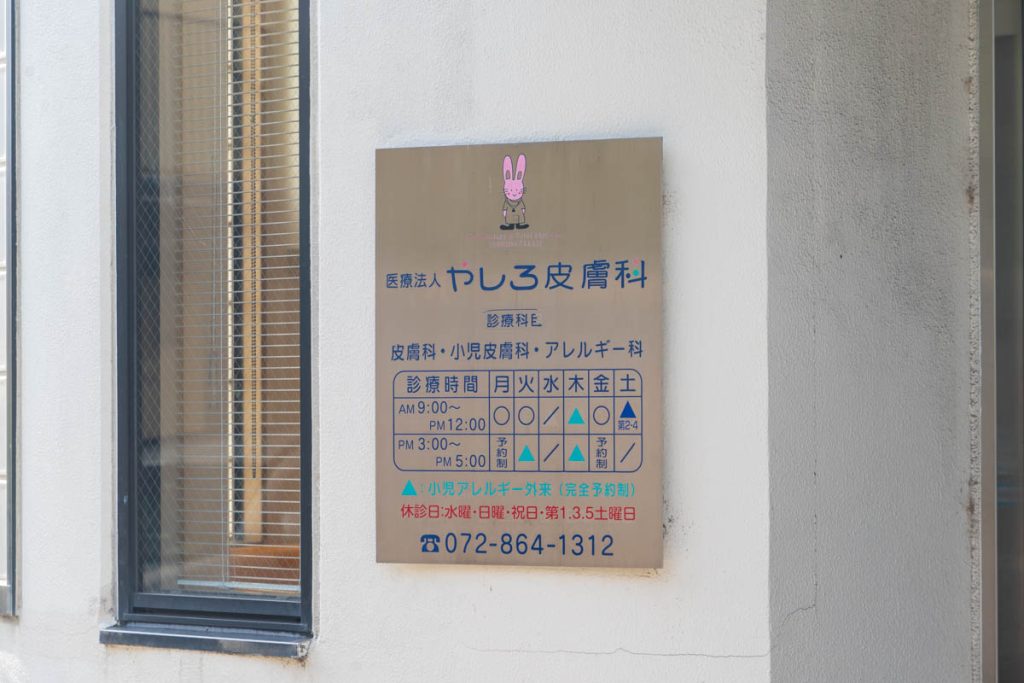 医療法人 やしろ皮膚科
診療科目
皮膚科・小児皮膚科・アレルギー科
診療時間 月 火 水 木 金 土
AM 9:00～PM 12:00 ○ ○ ／ ▲ ○ ▲第2-4
PM 3:00～PM 5:00 予約制 ▲ ／ ▲ 予約制 ／
▲:小児アレルギー外来(完全予約制)
休診日:水曜・日曜・祝日・第1.3.5土曜日
☎072-864-1312